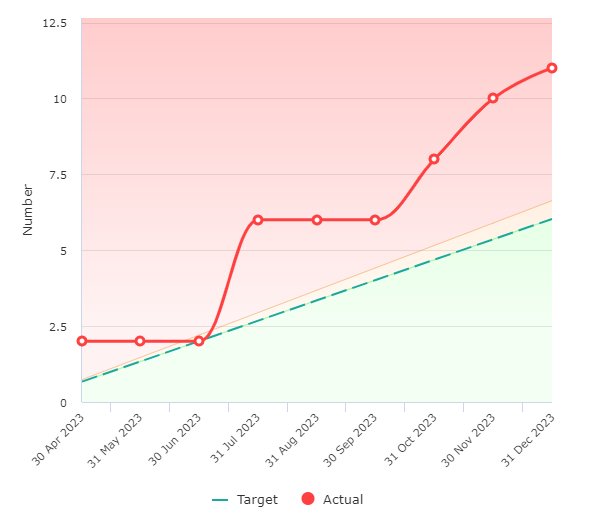 12.5
10
7.5
5
2.5
0
Number
30 Apr 2023
31 May 2023
30 Jun 2023
31 Jul 2023
31 Aug 2023
30 Sep 2023
31 Oct 2023
30 Nov 2023
31 Dec 2023
Target Actual